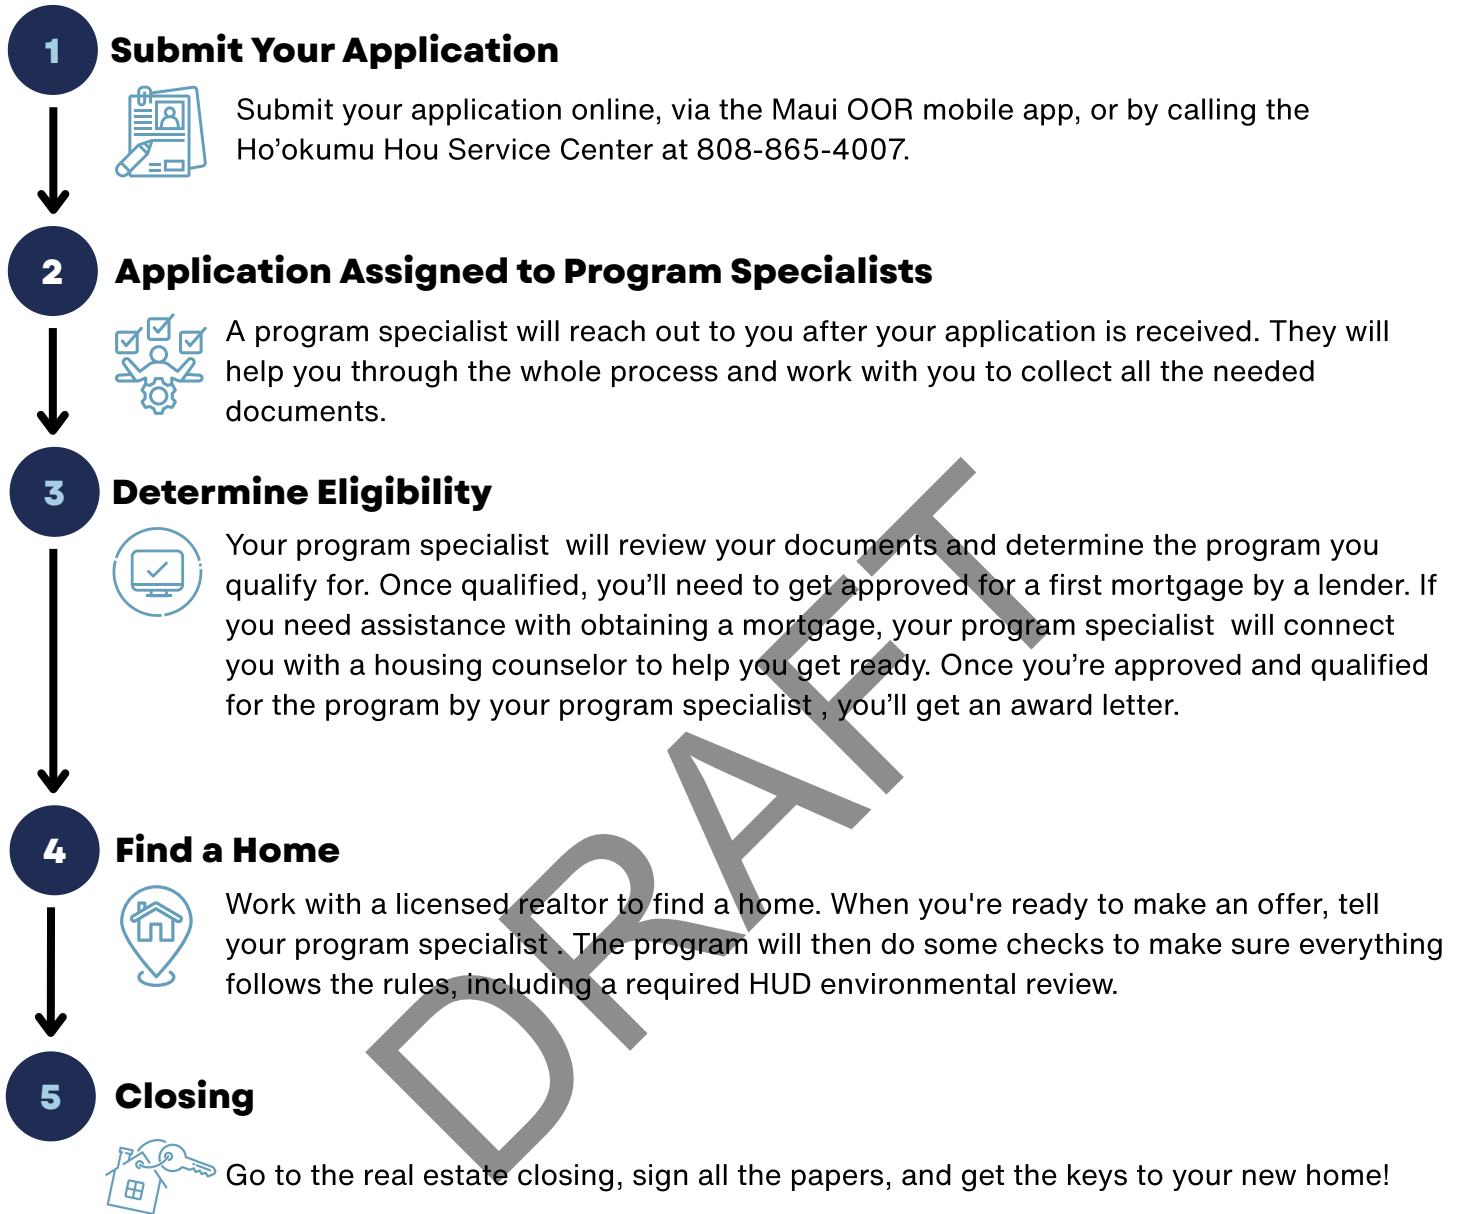 1
Submit Your Application
Submit your application online, via the Maui OOR mobile app, or by calling the
Ho’okumu Hou Service Center at 808-865-4007.
2
Application Assigned to Program Specialists
A program specialist will reach out to you after your application is received. They will
help you through the whole process and work with you to collect all the needed
documents.
3
Determine Eligibility
Your program specialist  will review your documents and determine the program you
qualify for. Once qualified, you’ll need to get approved for a first mortgage by a lender. If
you need assistance with obtaining a mortgage, your program specialist  will connect
you with a housing counselor to help you get ready. Once you’re approved and qualified
for the program by your program specialist , you’ll get an award letter.
4
Find a Home
Work with a licensed realtor to find a home. When you're ready to make an offer, tell
your program specialist . The program will then do some checks to make sure everything
follows the rules, including a required HUD environmental review.
5
Closing
Go to the real estate closing, sign all the papers, and get the keys to your new home!
DRAFT